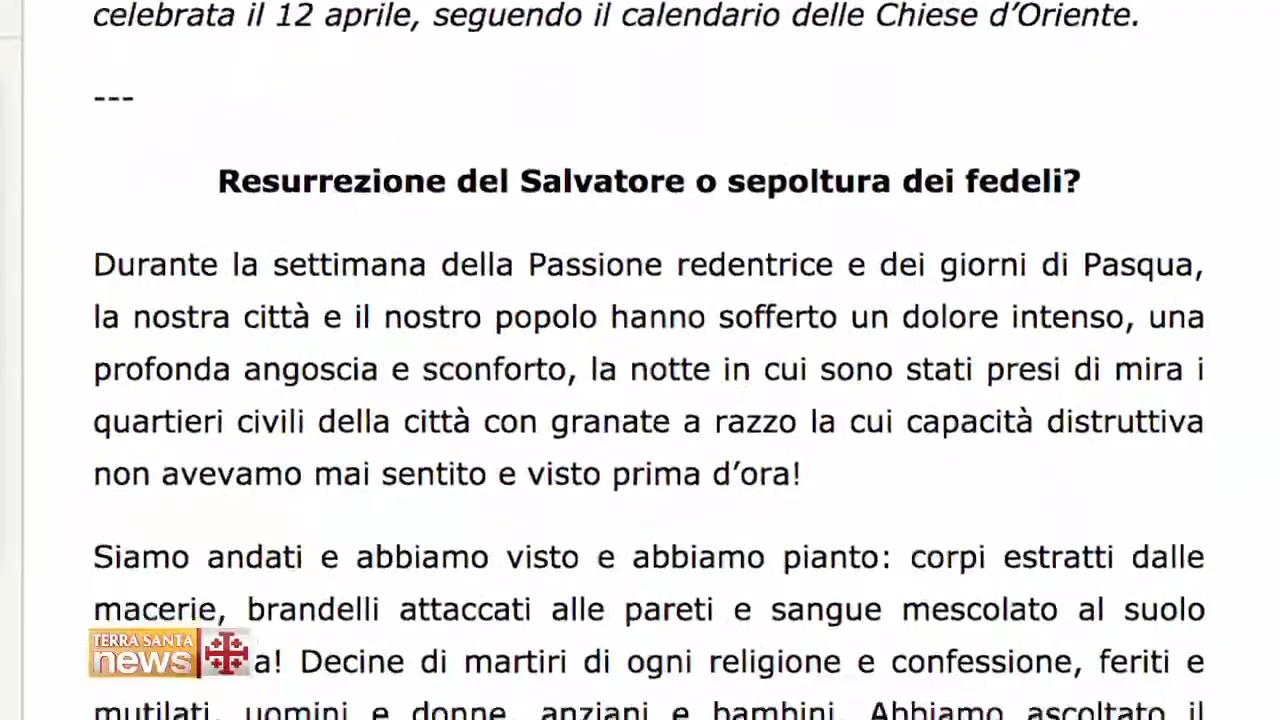 celebrata il 12 aprile, seguendo il calendario delle Chiese d’Oriente.
---
Resurrezione del Salvatore o sepoltura dei fedeli?
Durante la settimana della Passione redentrice e dei giorni di Pasqua,
la nostra città e il nostro popolo hanno sofferto un dolore intenso, una
profonda angoscia e sconforto, la notte in cui sono stati presi di mira i
quartieri civili della città con granate a razzo la cui capacità distruttiva
non avevamo mai sentito e visto prima d’ora!
Siamo andati e abbiamo visto e abbiamo pianto: corpi estratti dalle
macerie, brandelli attaccati alle pareti e sangue mescolato al suolo
a! Decine di martiri di ogni religione e confessione, feriti e
mutilati, uomini e donne, anziani e bambini. Abbiamo ascoltato il
TERRA SANTA
news